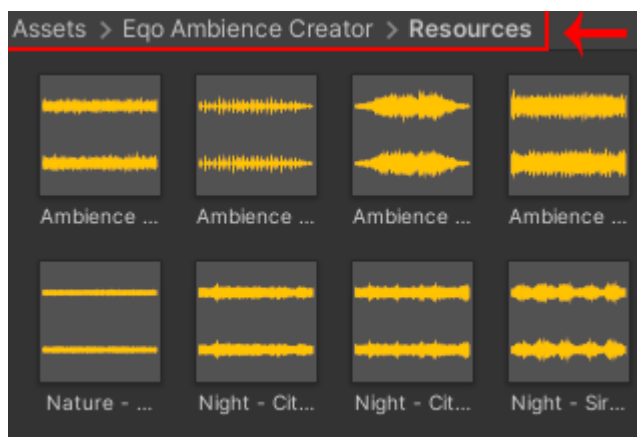 Assets > Eqo Ambience Creator > Resources
Ambience ... Ambience ... Ambience ... Ambience ...
Nature - ... Night - Cit... Night - Cit... Night - Sir...